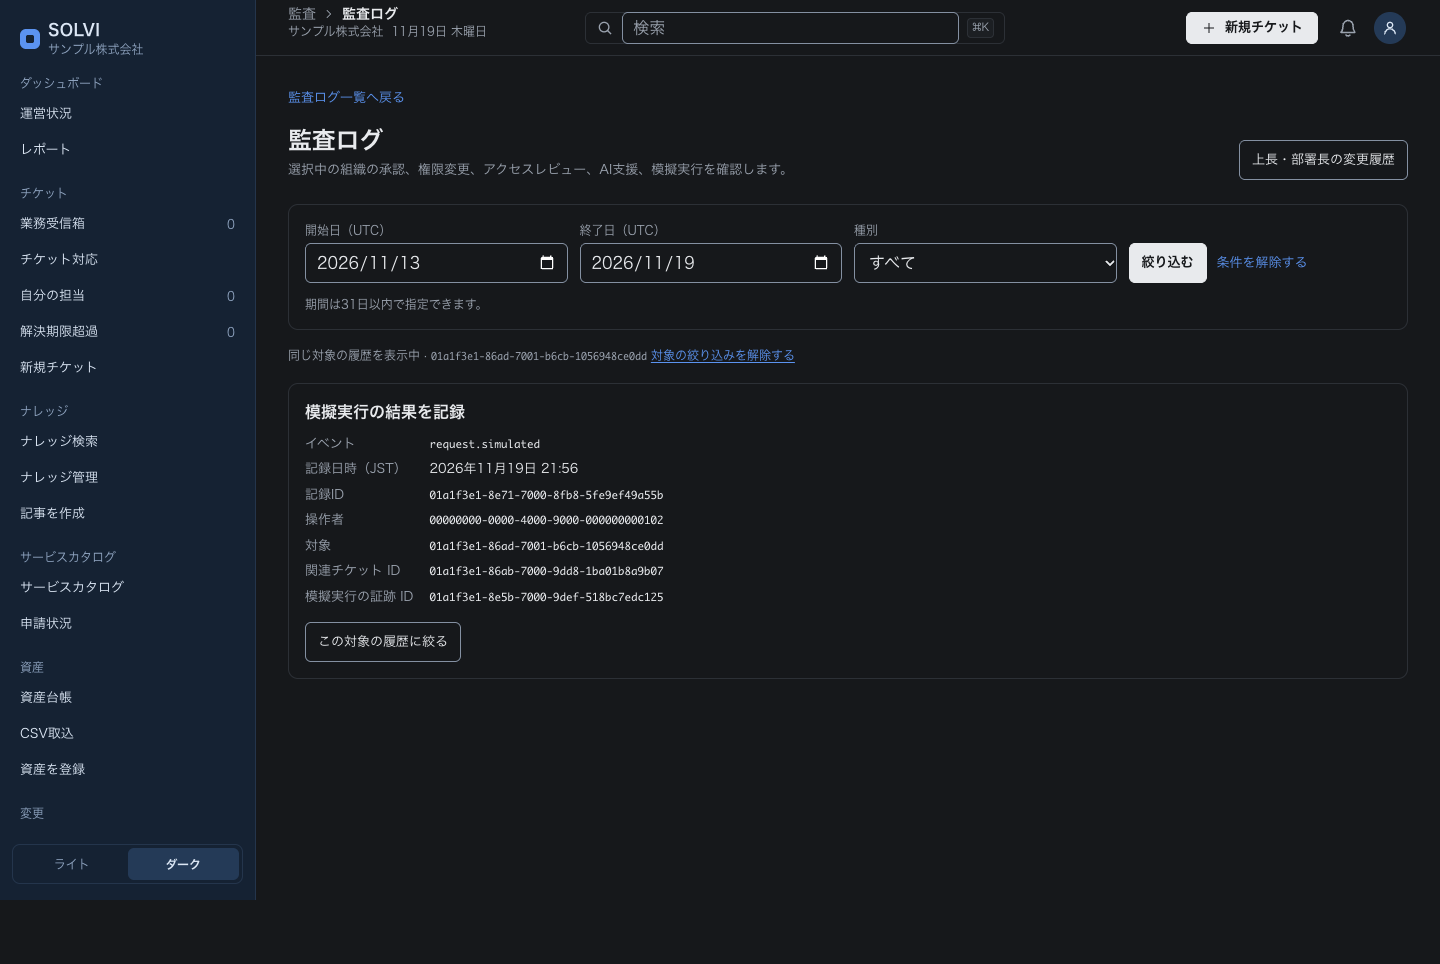 SOLVI
サンプル株式会社
ダッシュボード
運営状況
レポート
チケット
業務受信箱 0
チケット対応
自分の担当 0
解決期限超過 0
新規チケット
ナレッジ
ナレッジ検索
ナレッジ管理
記事を作成
サービスカタログ
サービスカタログ
申請状況
資産
資産台帳
CSV取込
資産を登録
変更
ライト ダーク
監査 > 監査ログ
サンプル株式会社 11月19日 木曜日
検索 ⌘K
+ 新規チケット
監査ログ一覧へ戻る
監査ログ
選択中の組織の承認、権限変更、アクセスレビュー、AI支援、模擬実行を確認します。
上長・部署長の変更履歴
開始日（UTC） 終了日（UTC） 種別
2026/11/13 2026/11/19 すべて 絞り込む 条件を解除する
期間は31日以内で指定できます。
同じ対象の履歴を表示中 · 01a1f3e1-86ad-7001-b6cb-1056948ce0dd 対象の絞り込みを解除する
模擬実行の結果を記録
イベント request.simulated
記録日時（JST） 2026年11月19日 21:56
記録ID 01a1f3e1-8e71-7000-8fb8-5fe9ef49a55b
操作者 00000000-0000-4000-9000-000000000102
対象 01a1f3e1-86ad-7001-b6cb-1056948ce0dd
関連チケット ID 01a1f3e1-86ab-7000-9dd8-1ba01b8a9b07
模擬実行の証跡 ID 01a1f3e1-8e5b-7000-9def-518bc7edc125
この対象の履歴に絞る